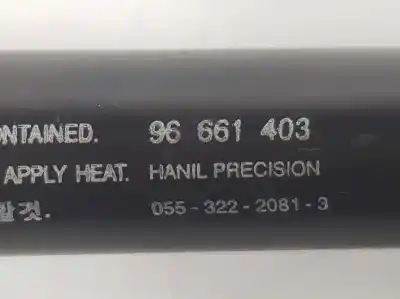 ONTAINED. 96 661 403
APPLY HEAT. HANIL PRECISION
할것. 055-322-2081-3